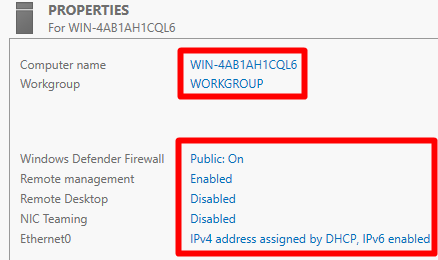 PROPERTIES
For WIN-4AB1AH1CQL6
Computer name WIN-4AB1AH1CQL6
Workgroup WORKGROUP
Windows Defender Firewall Public: On
Remote management Enabled
Remote Desktop Disabled
NIC Teaming Disabled
Ethernet0 IPv4 address assigned by DHCP, IPv6 enabled